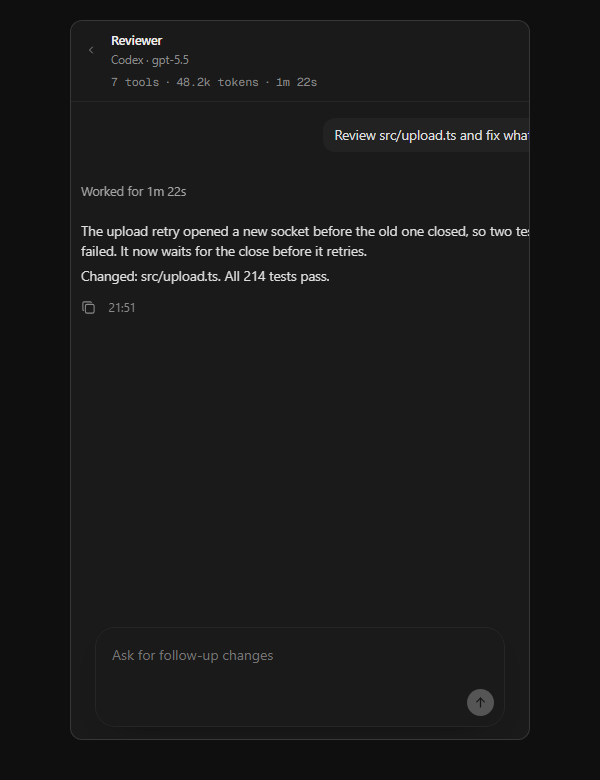 Reviewer
Codex · gpt-5.5
7 tools · 48.2k tokens · 1m 22s
Review src/upload.ts and fix what
Worked for 1m 22s
The upload retry opened a new socket before the old one closed, so two
failed. It now waits for the close before it retries.
Changed: src/upload.ts. All 214 tests pass.
21:51
Ask for follow-up changes